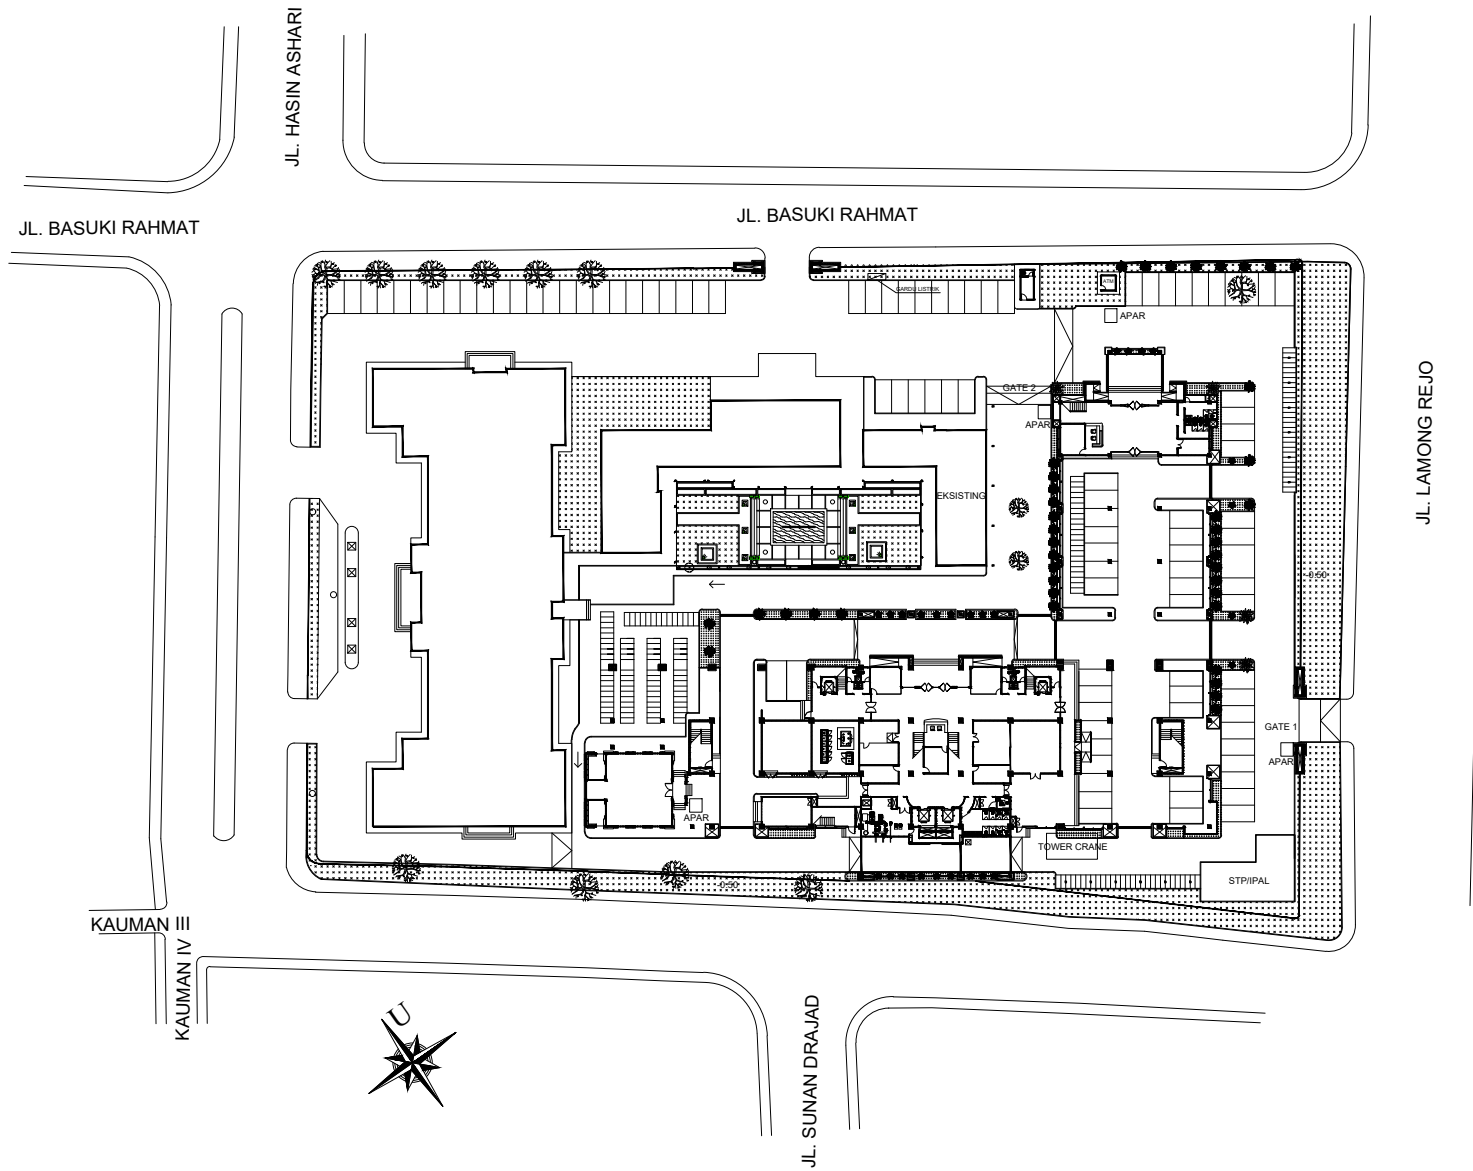 JL. HASIN ASHARI
JL. BASUKI RAHMAT
JL. BASUKI RAHMAT
GARDU LISTRIK
ATM
APAR
JL. LAMONG REJO
GATE 2
APAR
EKSISTING
-0.50
GATE 1
APAR
APAR
TOWER CRANE
STP/IPAL
-0.50
KAUMAN III
KAUMAN IV
U
JL. SUNAN DRAJAD